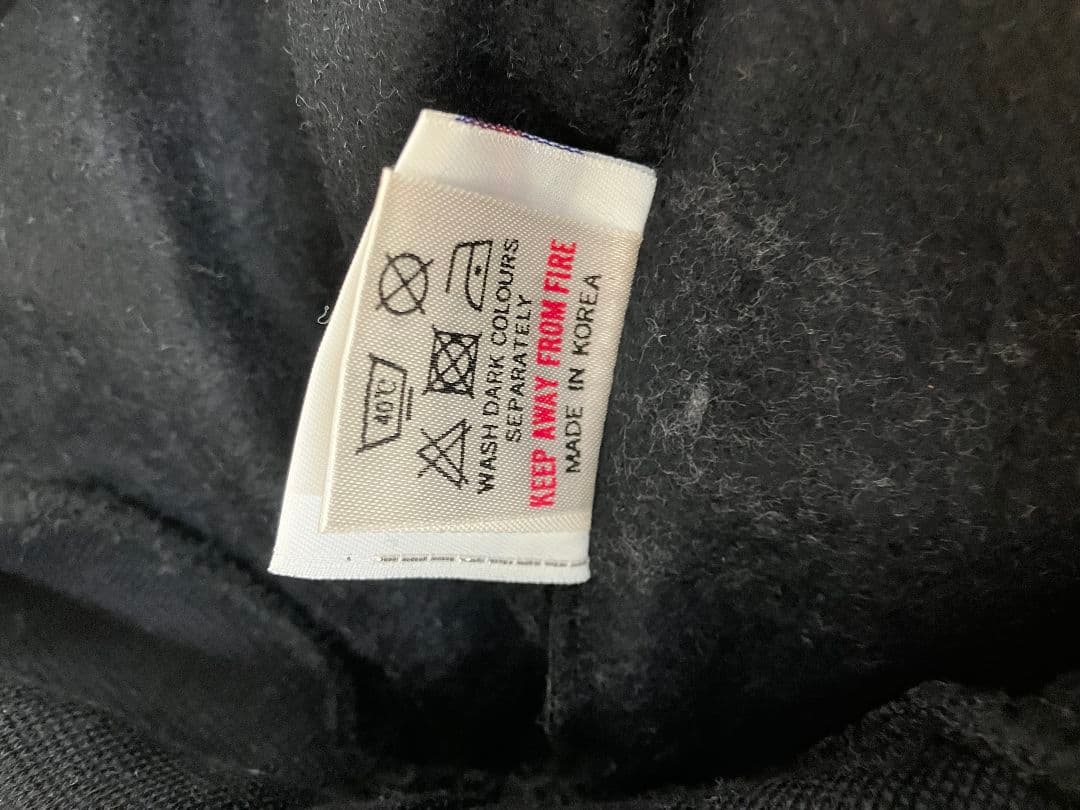 40°C
WASH DARK COLOURS
SEPARATELY
KEEP AWAY FROM FIRE
MADE IN KOREA